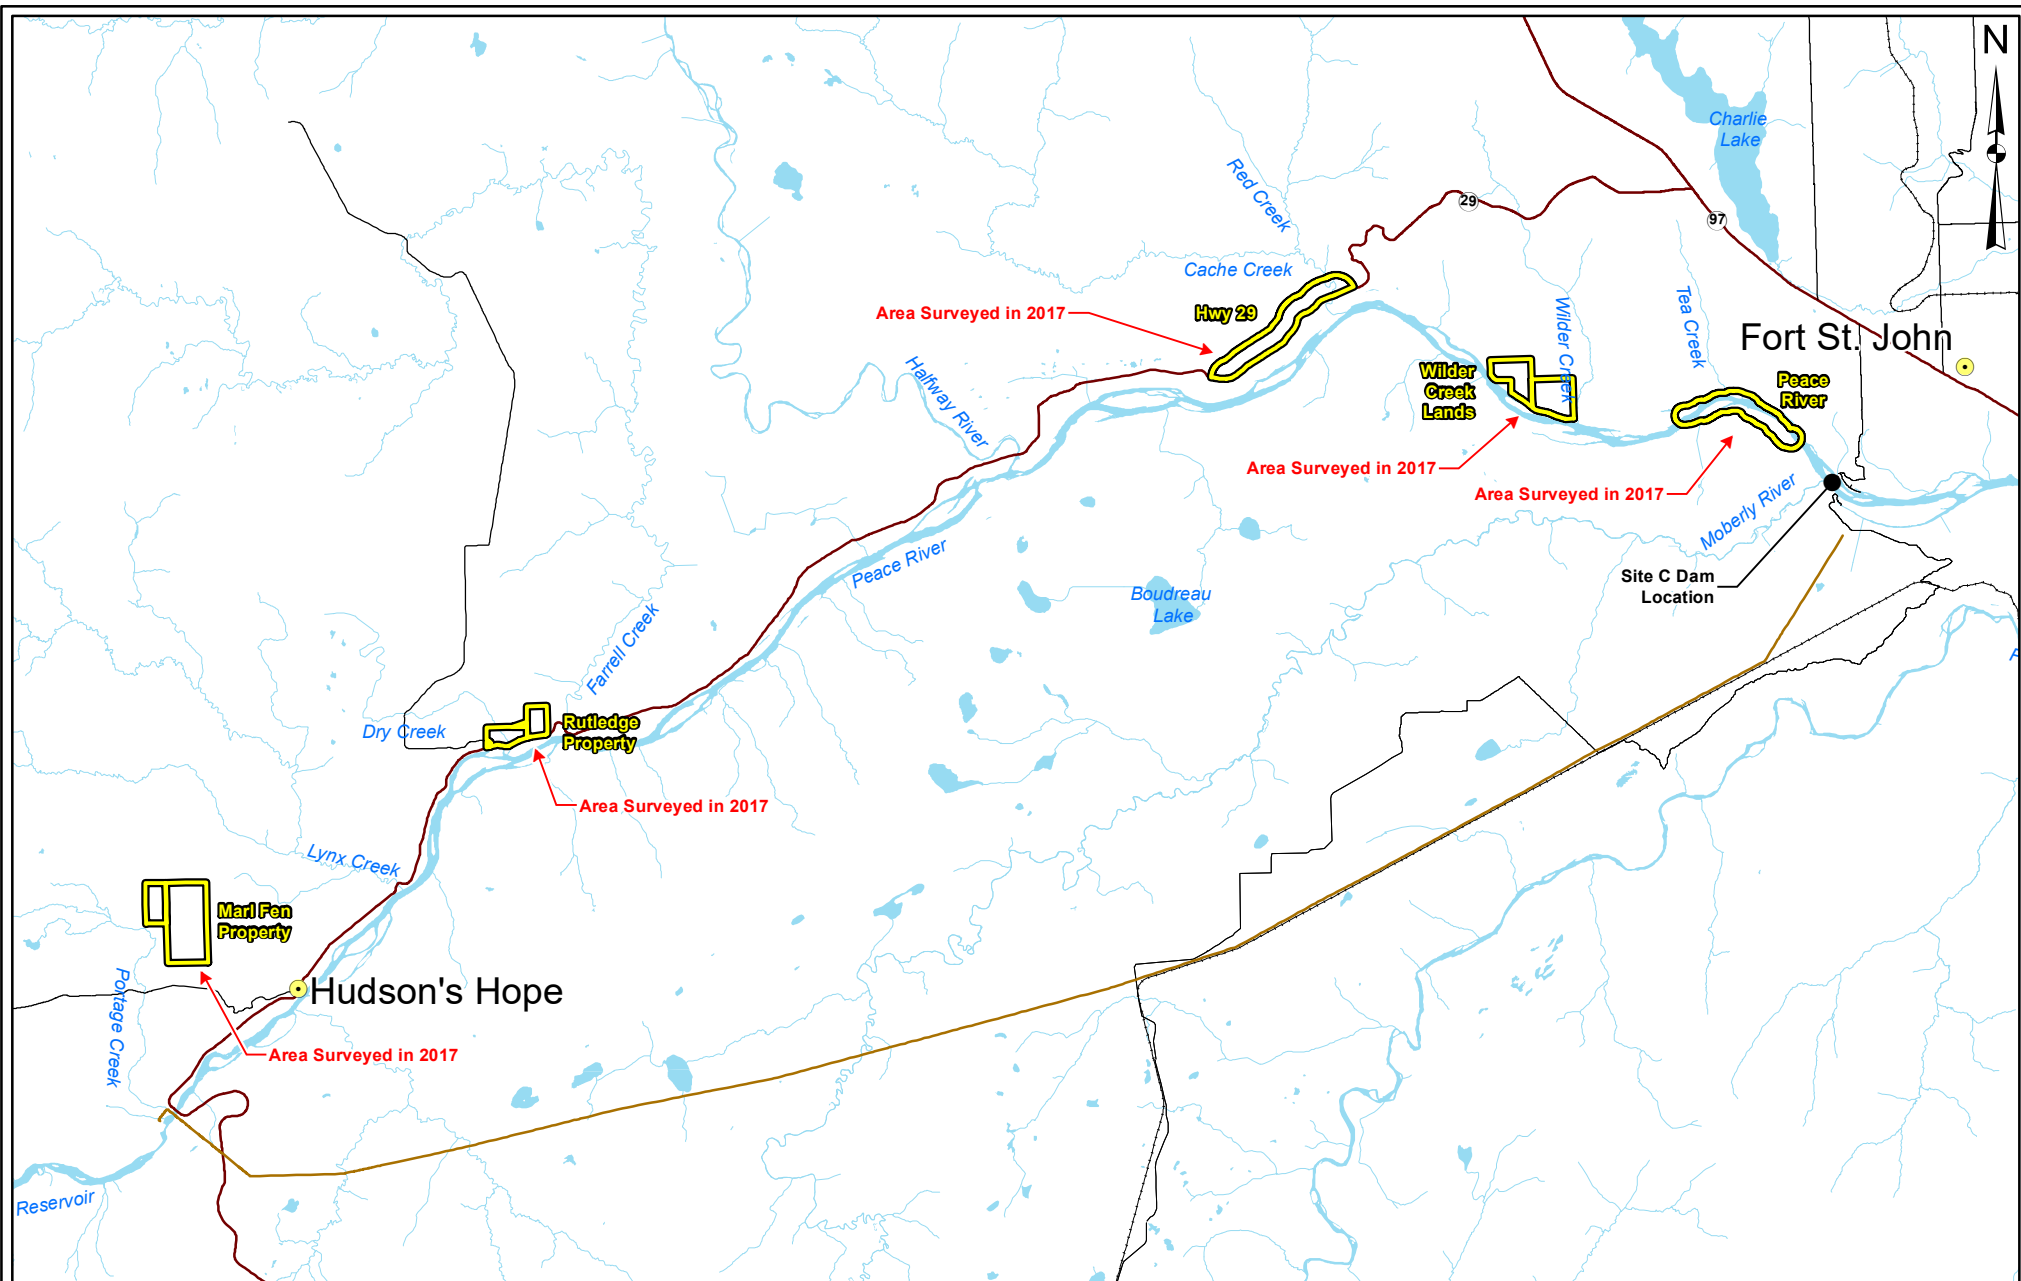 N
Charlie
Lake
Red Creek
29
97
Cache Creek
Hwy 29
Area Surveyed in 2017
Wilder Creek
Tea Creek
Fort St. John
Halfway River
Wilder
Creek
Lands
Peace
River
Area Surveyed in 2017
Area Surveyed in 2017
Moberly River
Peace River
Site C Dam
Location
Boudreau
Lake
Farrell Creek
Dry Creek
Rutledge
Property
Area Surveyed in 2017
Lynx Creek
Marl Fen
Property
Portage Creek
Hudson's Hope
Area Surveyed in 2017
Reservoir